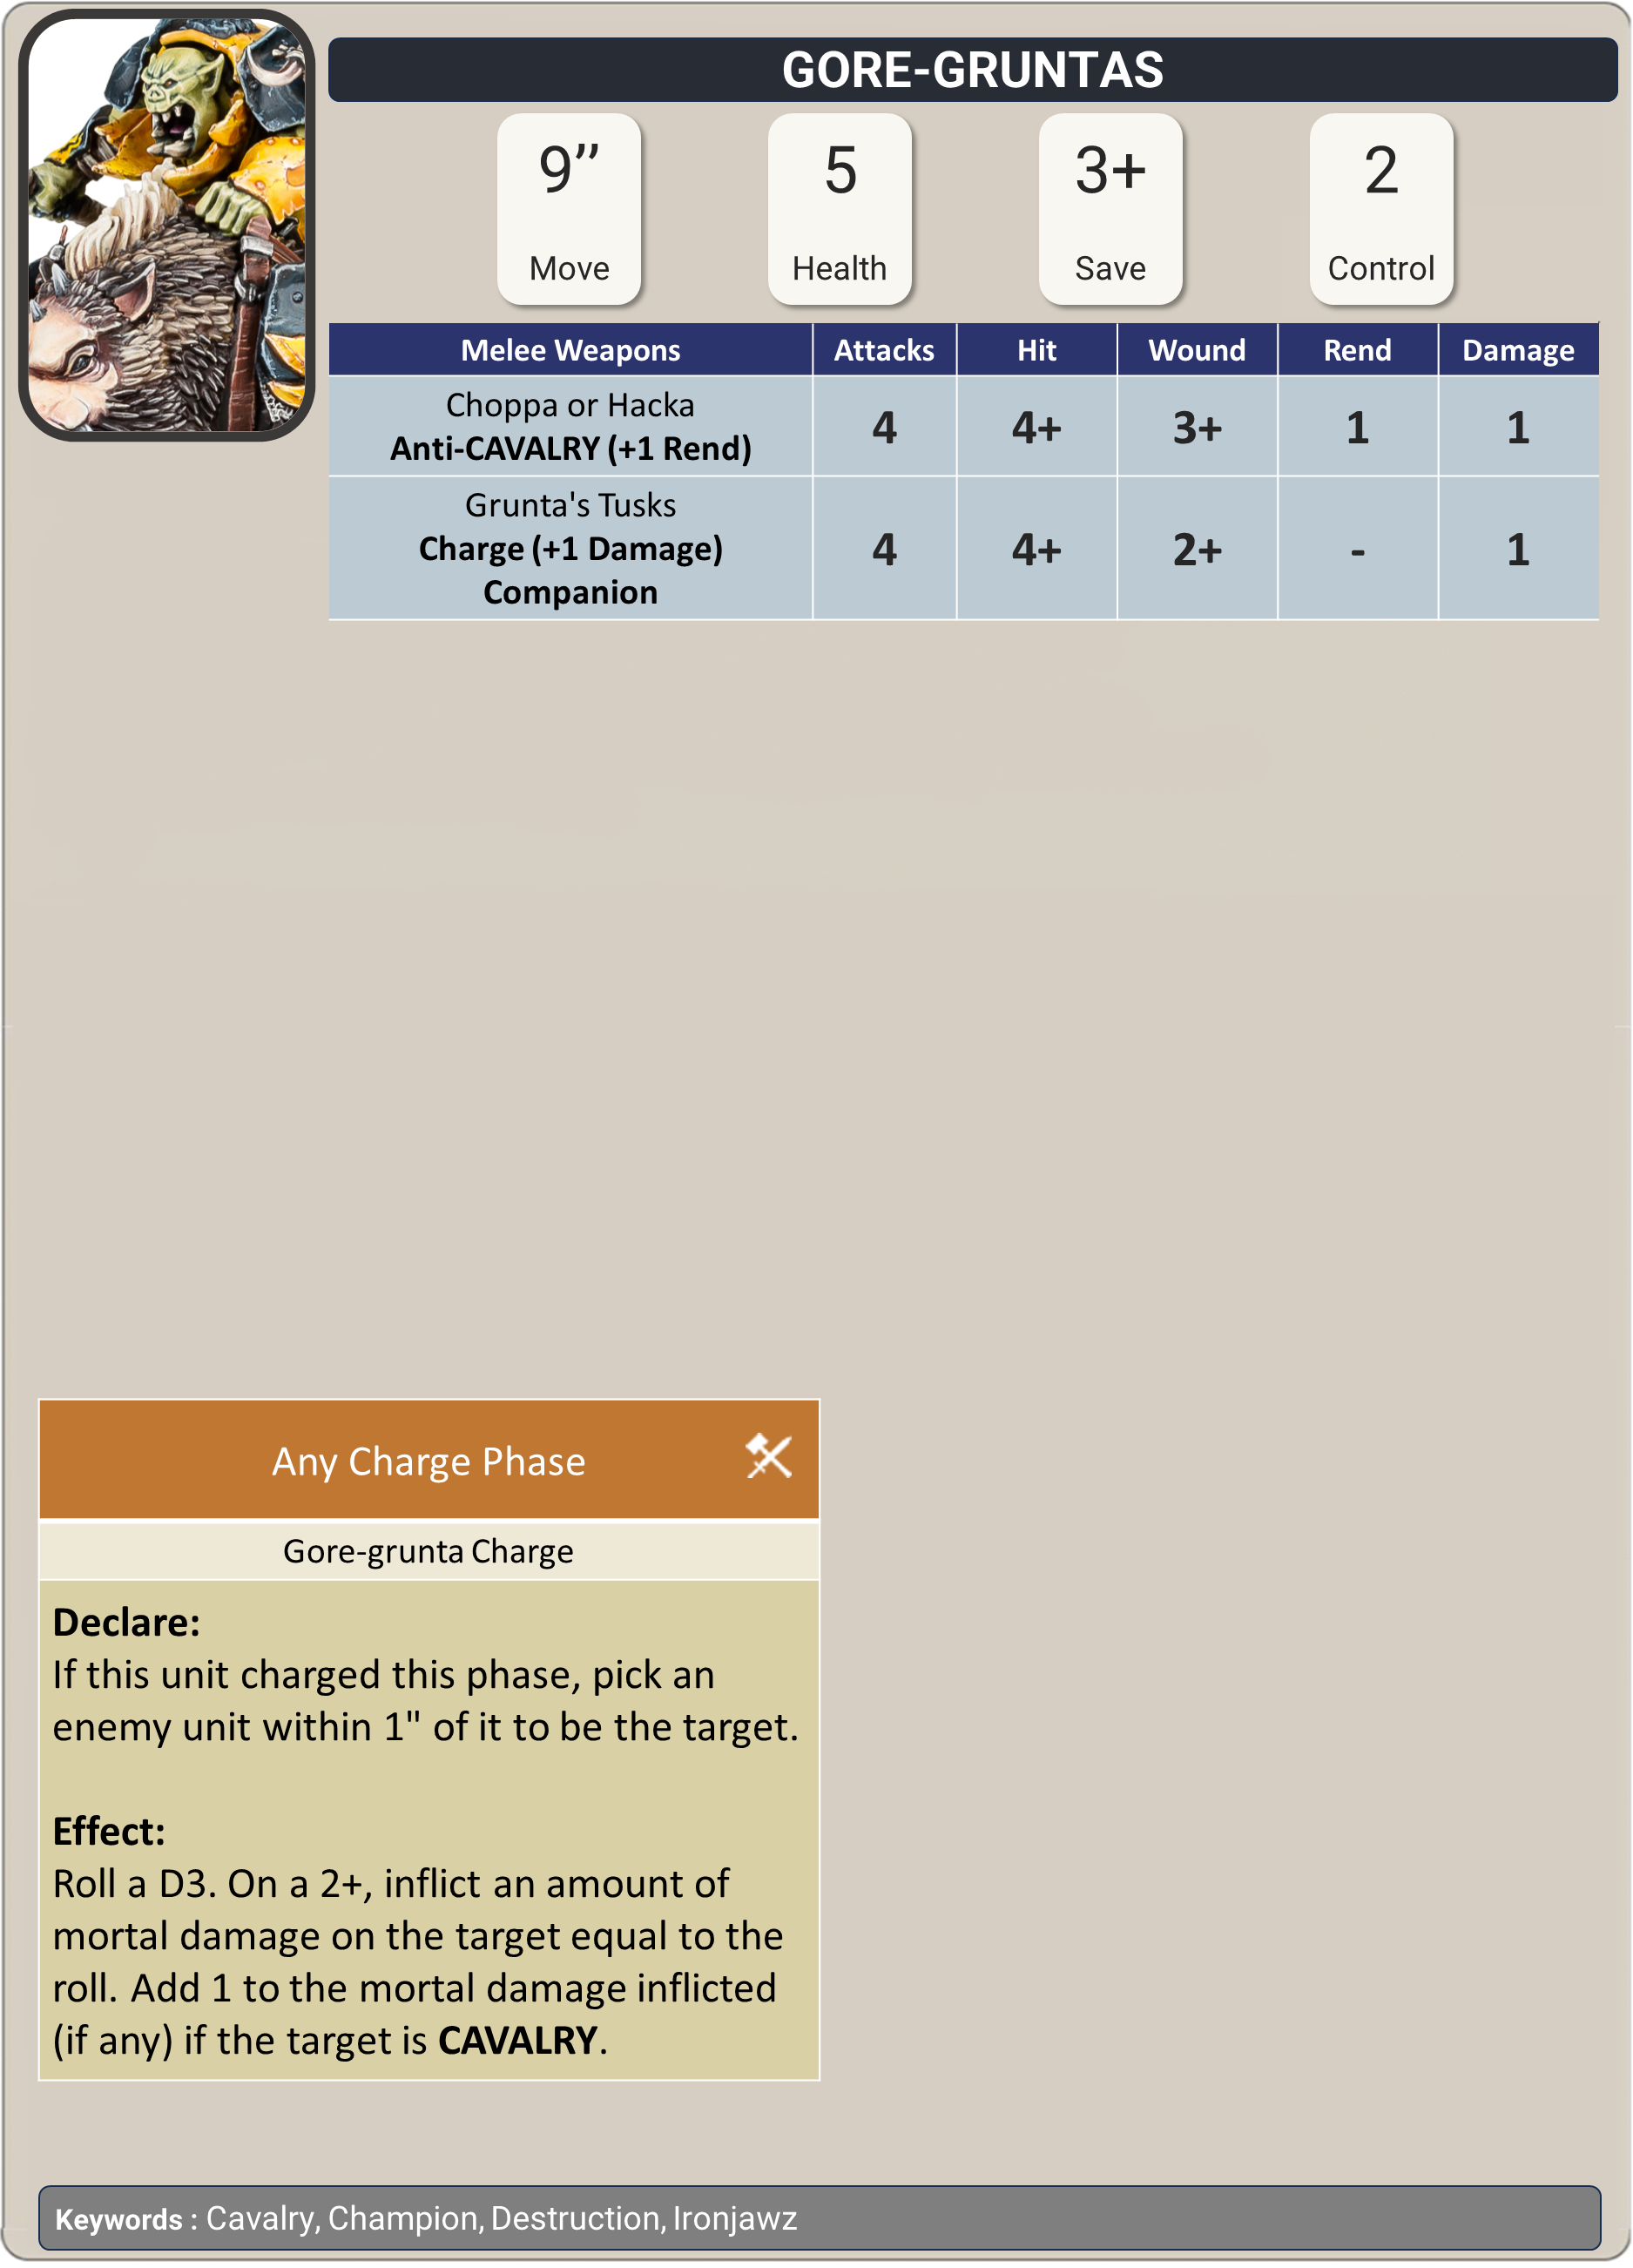 GORE-GRUNTAS
9’’ 5 3+ 2
Move Health Save Control
Melee Weapons Attacks Hit Wound Rend Damage
Choppa or Hacka
Anti-CAVALRY (+1 Rend) 4 4+ 3+ 1 1
Grunta's Tusks
Charge (+1 Damage) 4 4+ 2+ - 1
Companion
Any Charge Phase
Gore-grunta Charge
Declare:
If this unit charged this phase, pick an
enemy unit within 1" of it to be the target.
Effect:
Roll a D3. On a 2+, inflict an amount of
mortal damage on the target equal to the
roll. Add 1 to the mortal damage inflicted
(if any) if the target is CAVALRY.
Keywords : Cavalry, Champion, Destruction, Ironjawz